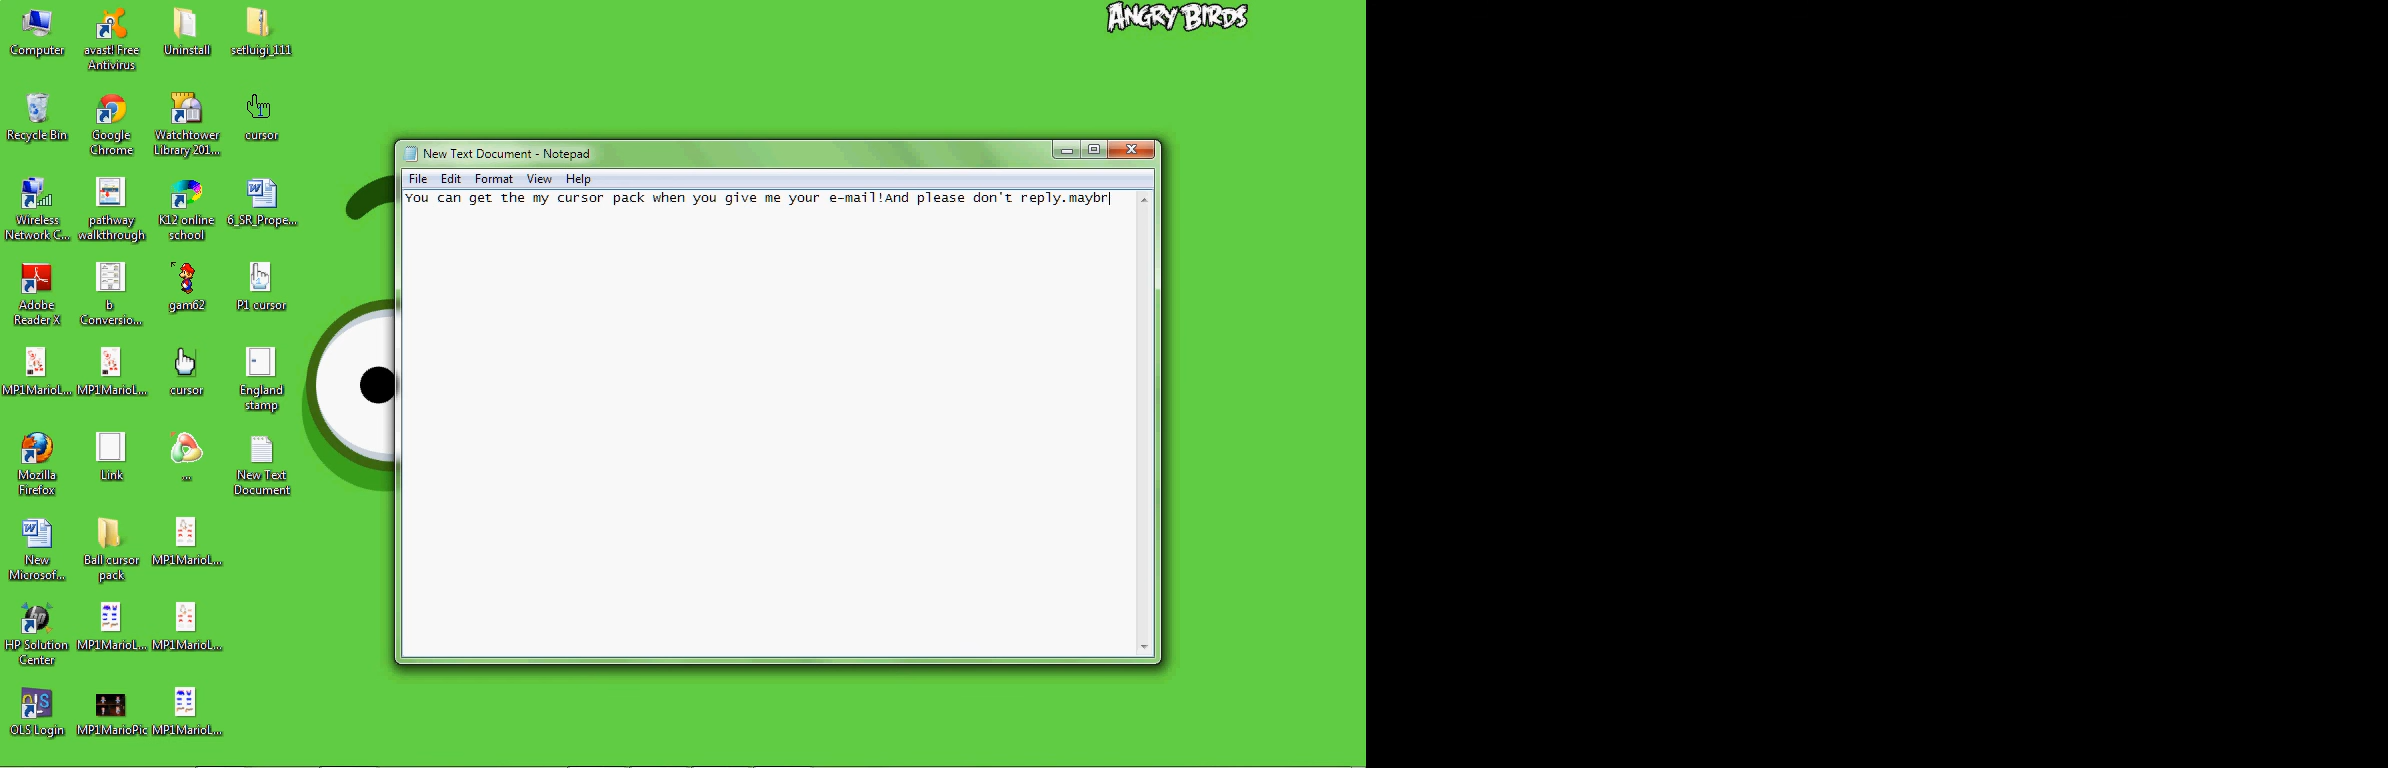 ANGRY BIRDS
Computer
avast! Free
Antivirus
Uninstall
setluigi_111
Recycle Bin
Google
Chrome
Watchtower
Library 201...
cursor
Wireless
Network C...
pathway
walkthrough
K12 online
school
6_SR_Prope...
Adobe
Reader X
b
Conversio...
gam62
P1 cursor
MP1MarioL...
MP1MarioL...
cursor
England
stamp
Mozilla
Firefox
Link
...
New Text
Document
New
Microsof...
Ball cursor
pack
MP1MarioL...
HP Solution
Center
MP1MarioL...
MP1MarioL...
OLS Login
MP1MarioPic
MP1MarioL...
New Text Document - Notepad
File Edit Format View Help
You can get the my cursor pack when you give me your e-mail!And please don't reply.maybr